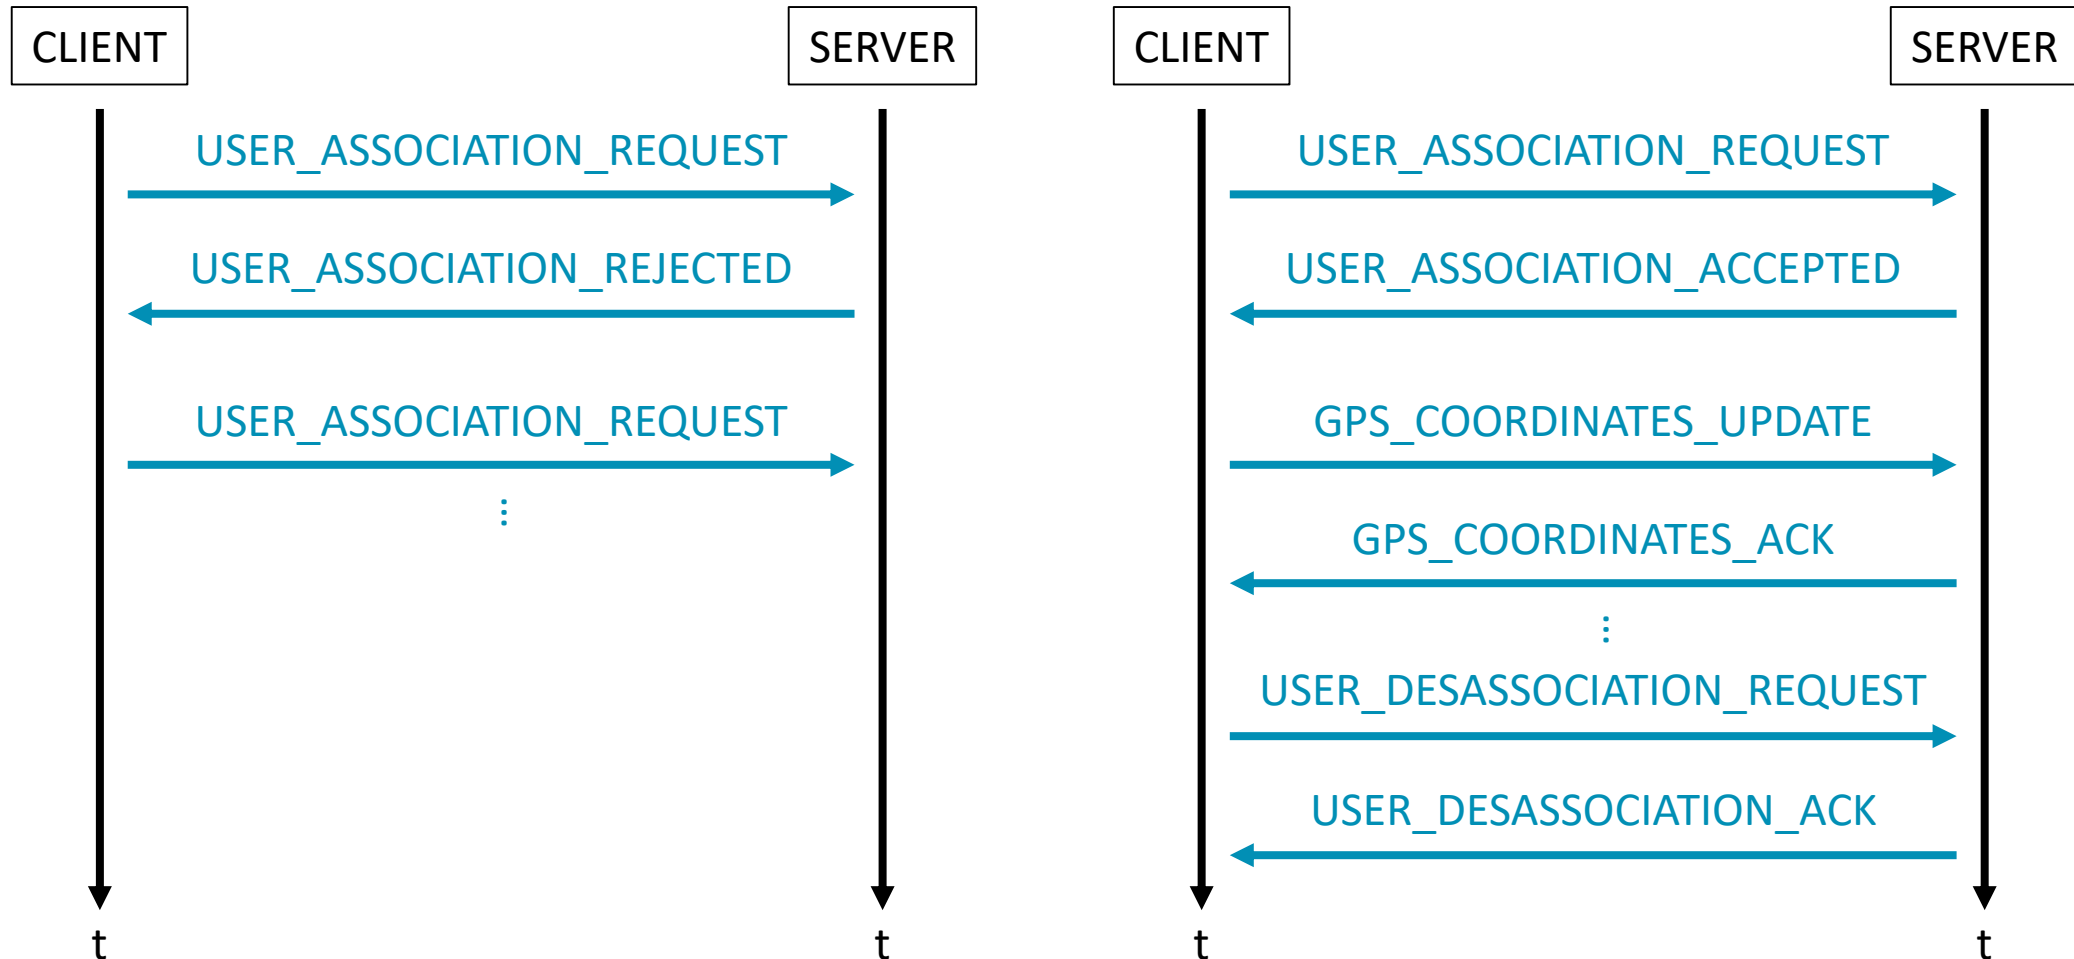 CLIENT
SERVER
USER_ASSOCIATION_REQUEST
USER_ASSOCIATION_REJECTED
USER_ASSOCIATION_REQUEST
...
t
t
CLIENT
SERVER
USER_ASSOCIATION_REQUEST
USER_ASSOCIATION_ACCEPTED
GPS_COORDINATES_UPDATE
GPS_COORDINATES_ACK
...
USER_DESASSOCIATION_REQUEST
USER_DESASSOCIATION_ACK
t
t